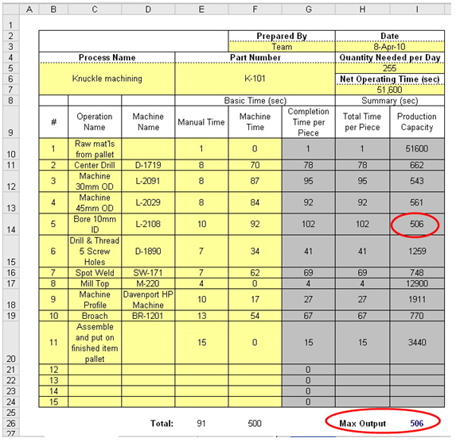 A B C D E F G H I
1
2 Prepared By Date
3 Team 8-Apr-10
4 Process Name Part Number Quantity Needed per Day
5 255
6 Knuckle machining K-101 Net Operating Time (sec)
7 51,600
8 Basic Time (sec) Summary (sec)
9 # Operation Name Machine Name Manual Time Machine Time Completion Time per Piece Total Time per Piece Production Capacity
10 1 Raw mat'ls from pallet 1 0 1 1 51600
11 2 Center Drill D-1719 8 70 78 78 662
12 3 Machine 30mm OD L-2091 8 87 95 95 543
13 4 Machine 45mm OD L-2029 8 84 92 92 561
14 5 Bore 10mm ID L-2108 10 92 102 102 506
15 6 Drill & Thread 5 Screw Holes D-1890 7 34 41 41 1259
16 7 Spot Weld SW-171 7 62 69 69 748
17 8 Mill Top M-220 4 0 4 4 12900
18 9 Machine Profile Davenport HP Machine 10 17 27 27 1911
19 10 Broach BR-1201 13 54 67 67 770
20 11 Assemble and put on finished item pallet 15 0 15 15 3440
21 12 0
22 13 0
23 14 0
24 15 0
25
26 Total: 91 500 Max Output 506
27